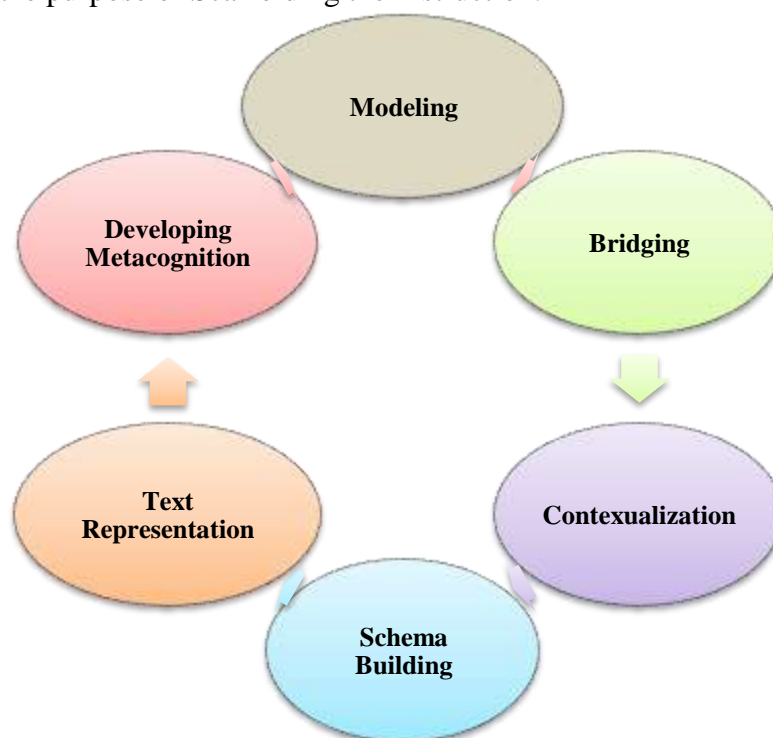 Modeling
Bridging
Contexualization
Schema
Building
Text
Representation
Developing
Metacognition